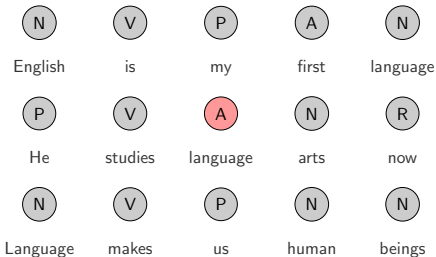 N V P A N
English is my first language
P V A N R
He studies language arts now
N V P N N
Language makes us human beings